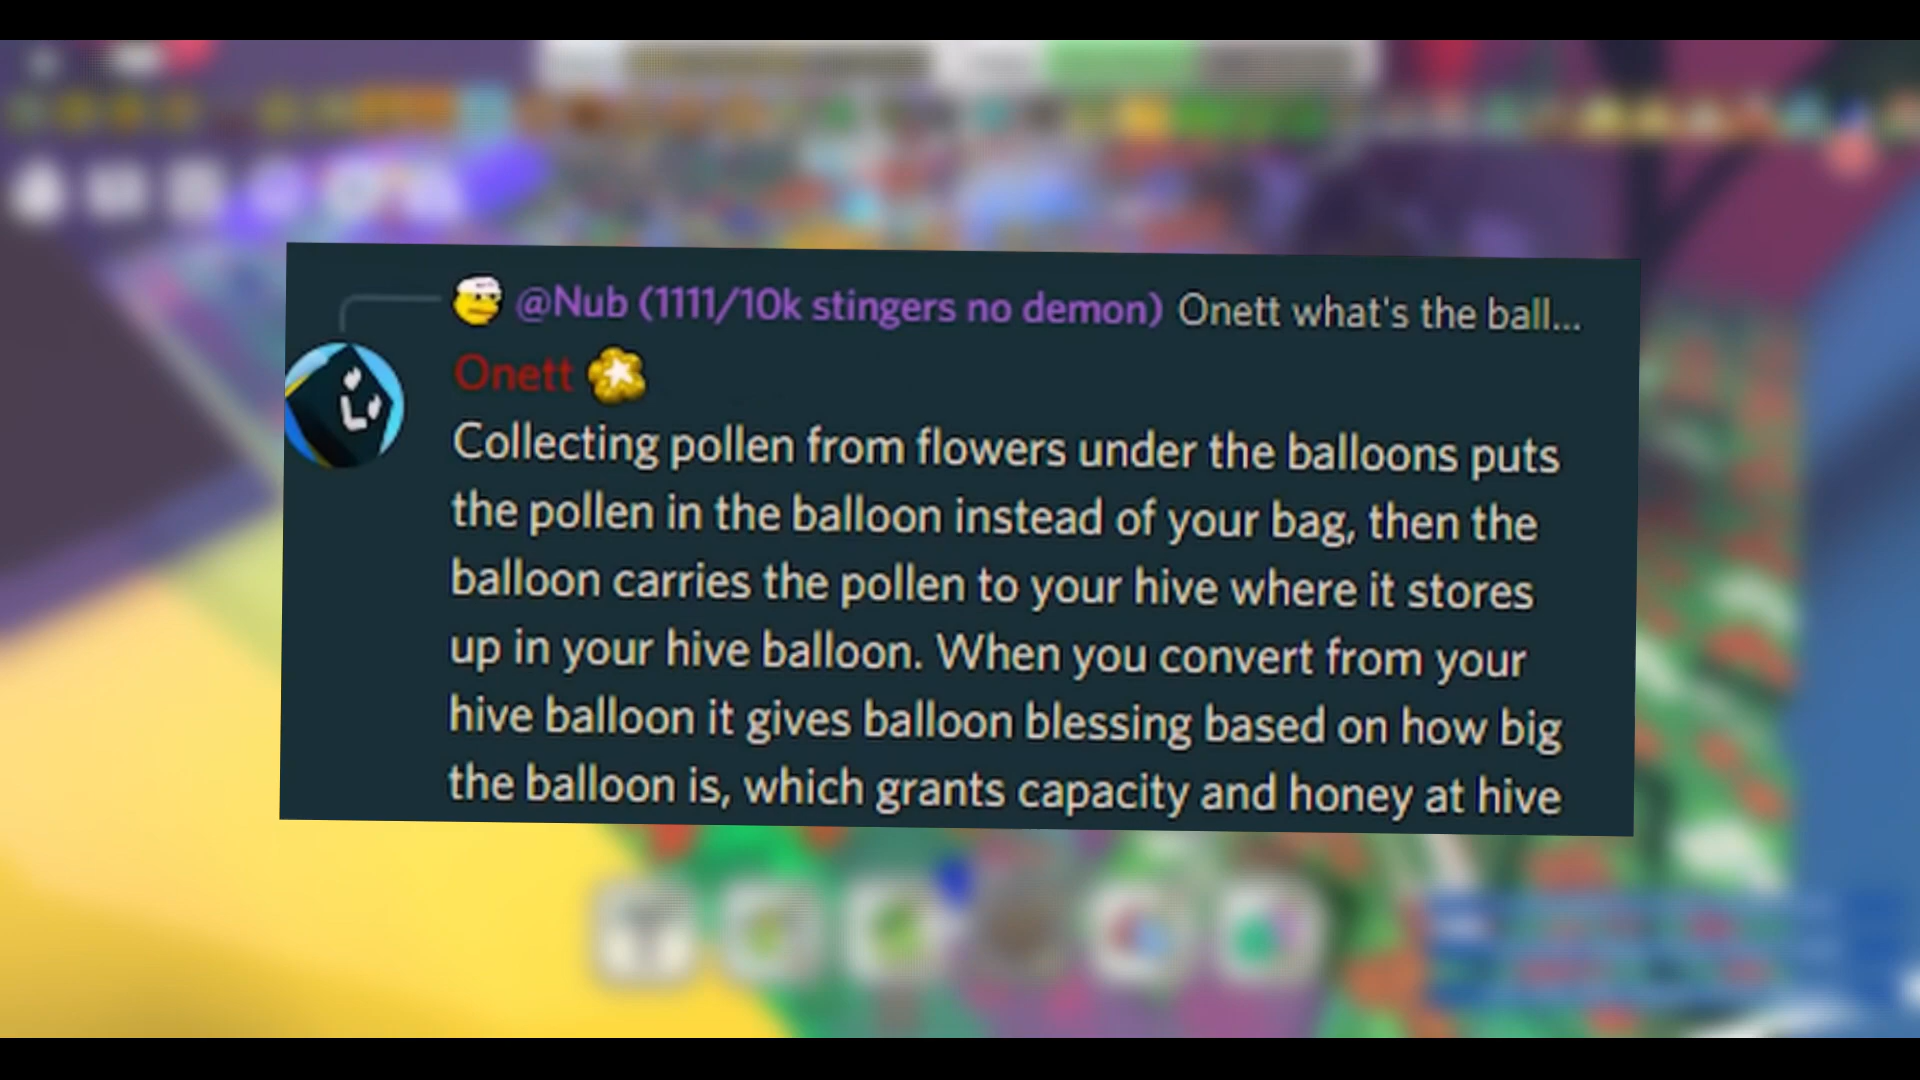 @Nub (1111/10k stingers no demon) Onett what's the ball...
Onett
Collecting pollen from flowers under the balloons puts
the pollen in the balloon instead of your bag, then the
balloon carries the pollen to your hive where it stores
up in your hive balloon. When you convert from your
hive balloon it gives balloon blessing based on how big
the balloon is, which grants capacity and honey at hive